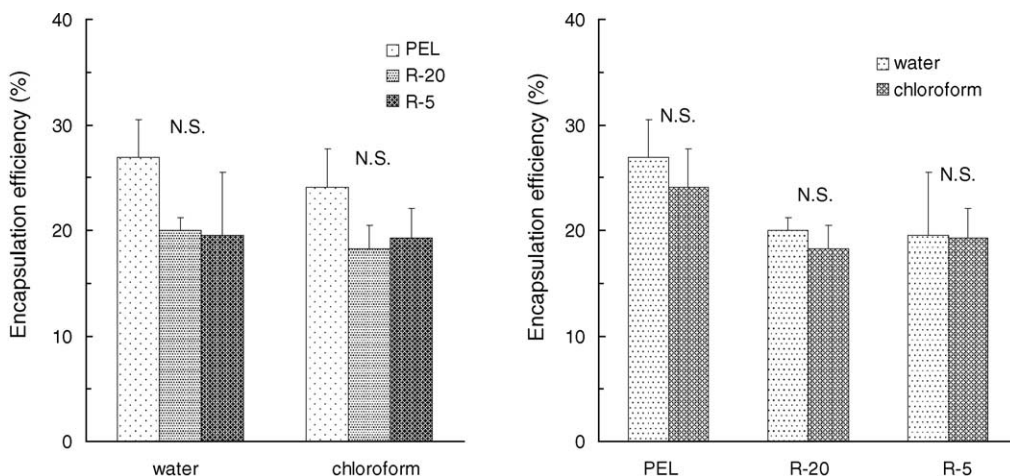 Encapsulation efficiency (%)
40
30
20
10
0
PEL
R-20
R-5
N.S.
N.S.
water
chloroform
Encapsulation efficiency (%)
40
30
20
10
0
water
chloroform
N.S.
N.S.
N.S.
PEL
R-20
R-5